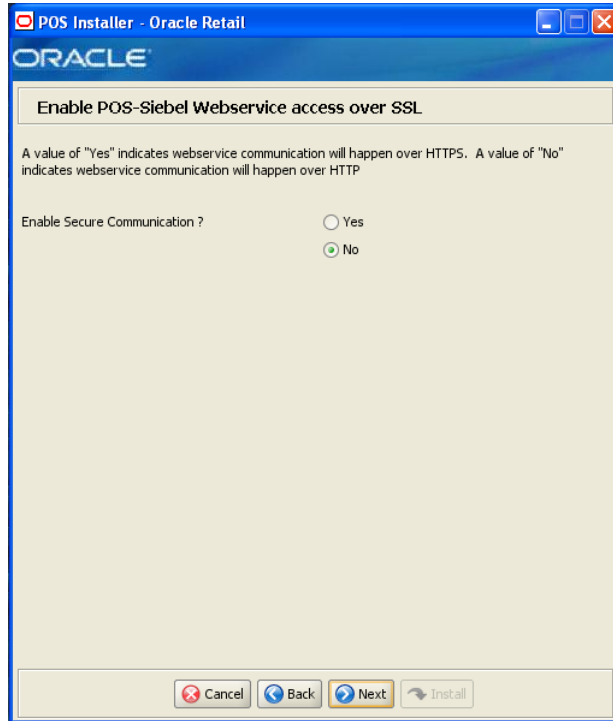 POS Installer - Oracle Retail
ORACLE
Enable POS-Siebel Webservice access over SSL
A value of "Yes" indicates webservice communication will happen over HTTPS. A value of "No"
indicates webservice communication will happen over HTTP
Enable Secure Communication ?
Yes
No
Cancel
Back
Next
Install